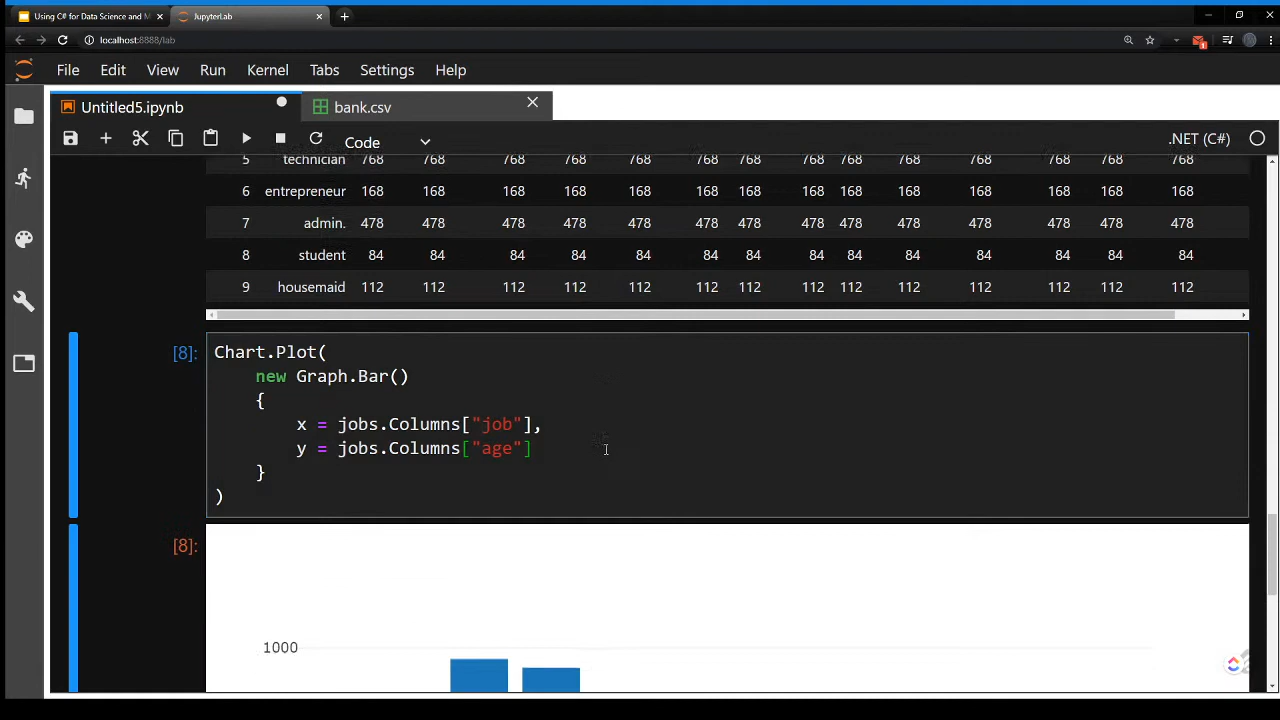 Using C# for Data Science and M
JupyterLab
localhost:8888/lab
File Edit View Run Kernel Tabs Settings Help
Untitled5.ipynb
bank.csv
Code
.NET (C#)
5 technician 768 768 768 768 768 768 768 768 768 768 768 768 768
6 entrepreneur 168 168 168 168 168 168 168 168 168 168 168 168 168
7 admin. 478 478 478 478 478 478 478 478 478 478 478 478 478
8 student 84 84 84 84 84 84 84 84 84 84 84 84 84
9 housemaid 112 112 112 112 112 112 112 112 112 112 112 112 112
[8]:
Chart.Plot(
new Graph.Bar()
{
x = jobs.Columns["job"],
y = jobs.Columns["age"]
}
)
[8]:
1000